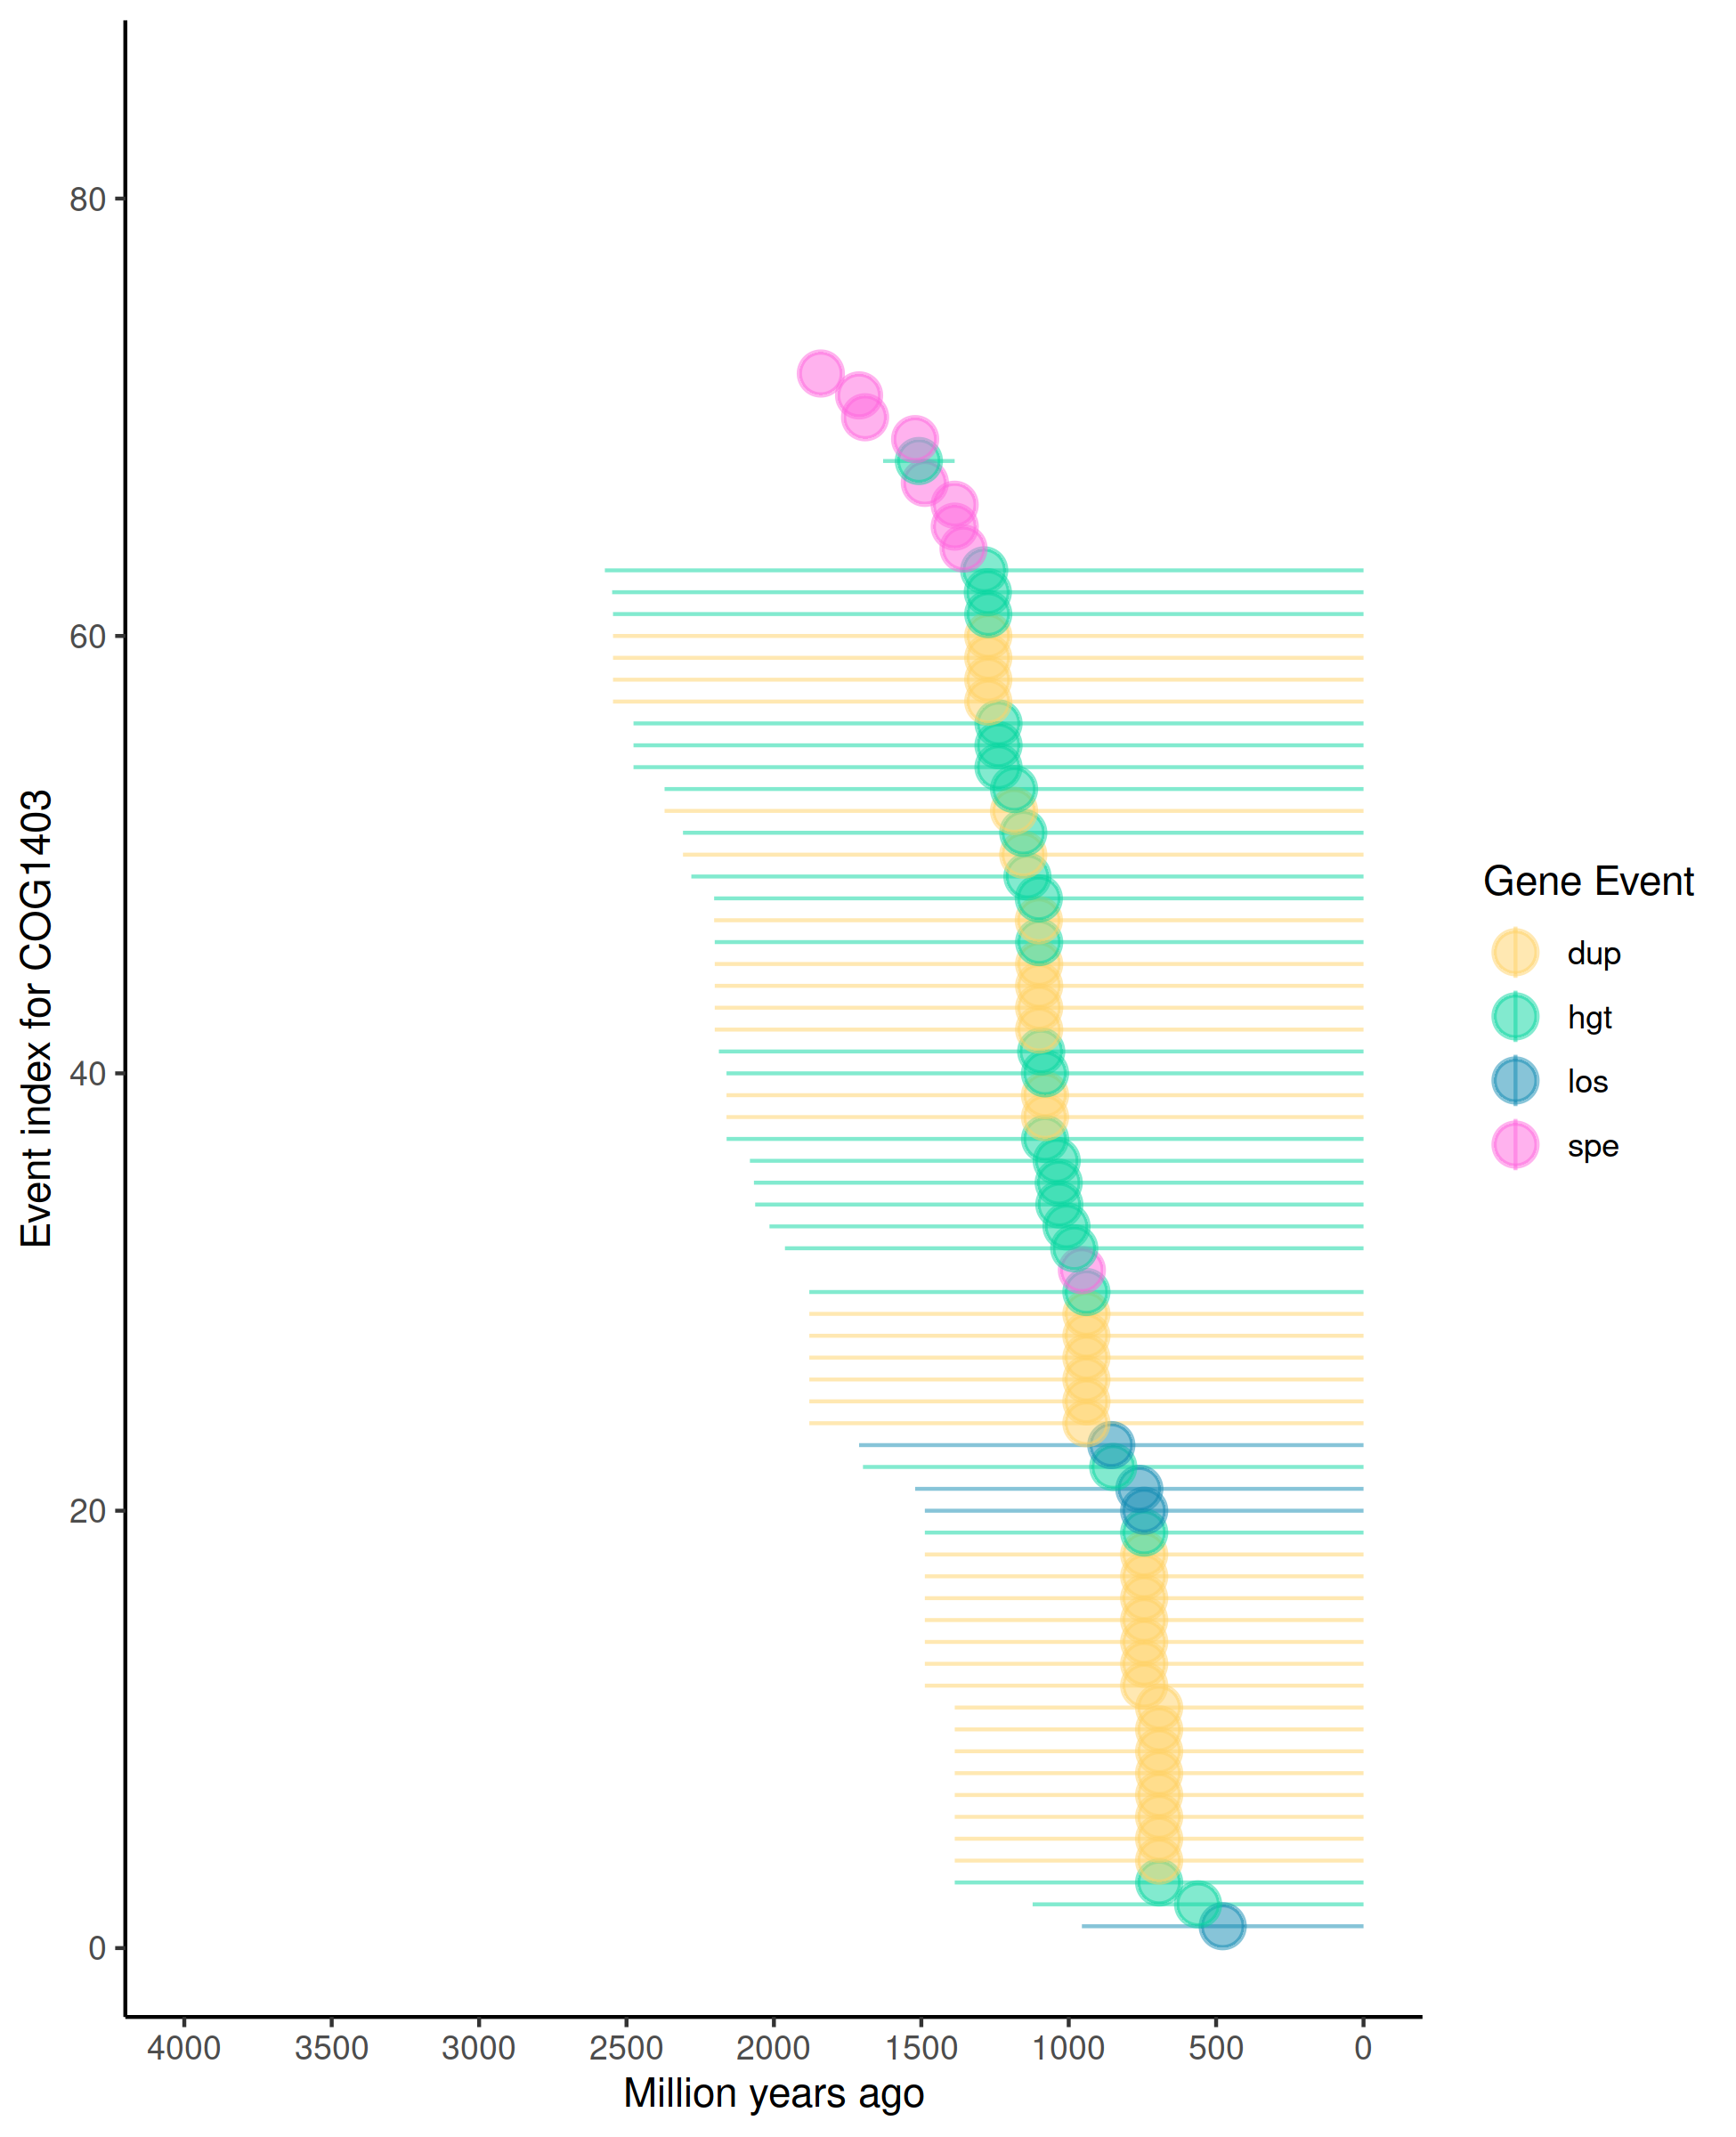 Event index for COG1403
80
60
40
20
0
4000 3500 3000 2500 2000 1500 1000 500 0
Million years ago
Gene Event
dup
hgt
los
spe